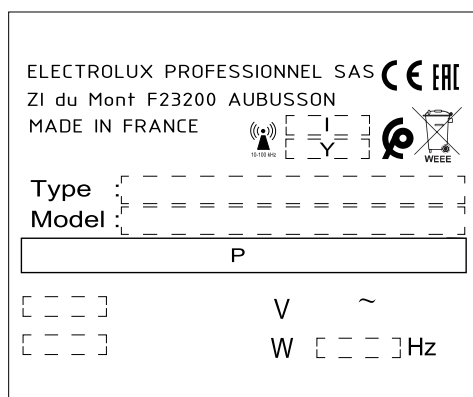 ELECTROLUX PROFESSIONNEL SAS CE EAC
ZI du Mont F23200 AUBUSSON
MADE IN FRANCE
I
Y
10-100 kHz
WEEE
Type :
Model :
P
V ~
W Hz